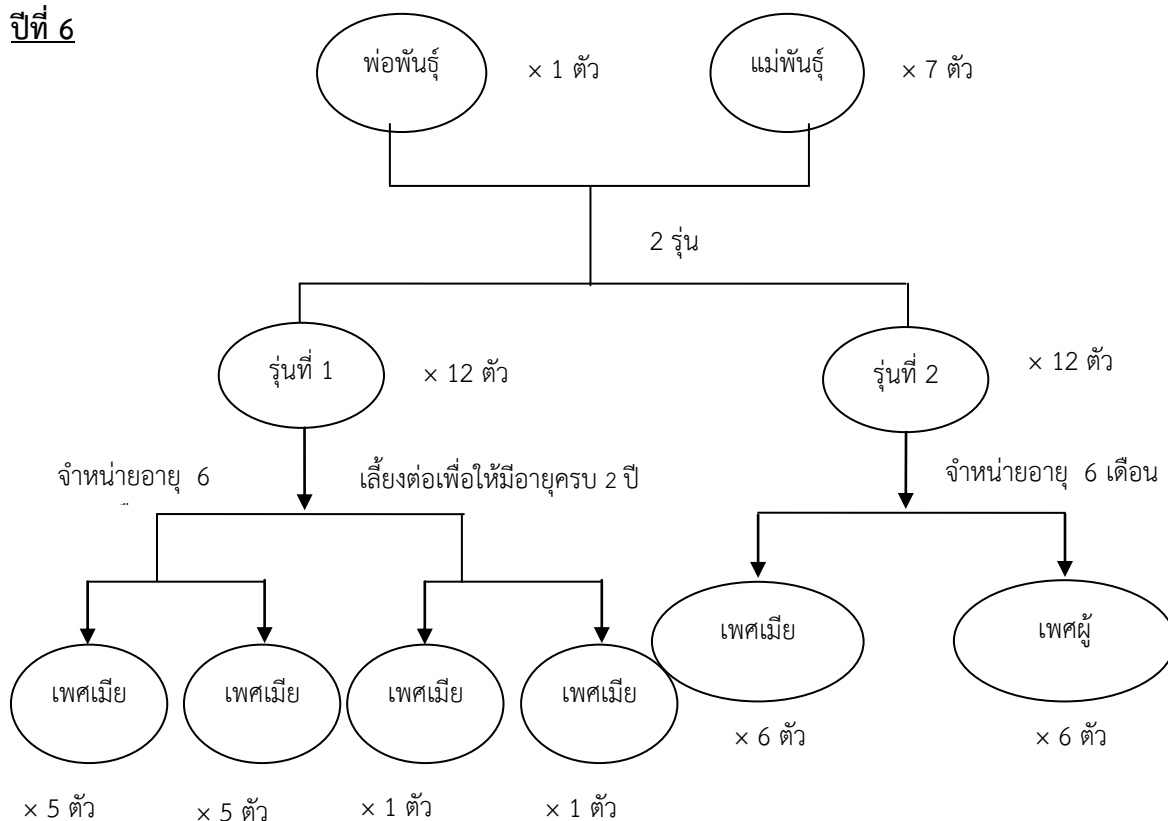 ปีที่ 6
พ่อพันธุ์
× 1 ตัว
แม่พันธุ์
× 7 ตัว
2 รุ่น
รุ่นที่ 1
× 12 ตัว
รุ่นที่ 2
× 12 ตัว
จำหน่ายอายุ 6
เลี้ยงต่อเพื่อให้มีอายุครบ 2 ปี
จำหน่ายอายุ 6 เดือน
เพศเมีย
เพศเมีย
เพศเมีย
เพศเมีย
เพศเมีย
เพศผู้
× 5 ตัว
× 5 ตัว
× 1 ตัว
× 1 ตัว
× 6 ตัว
× 6 ตัว